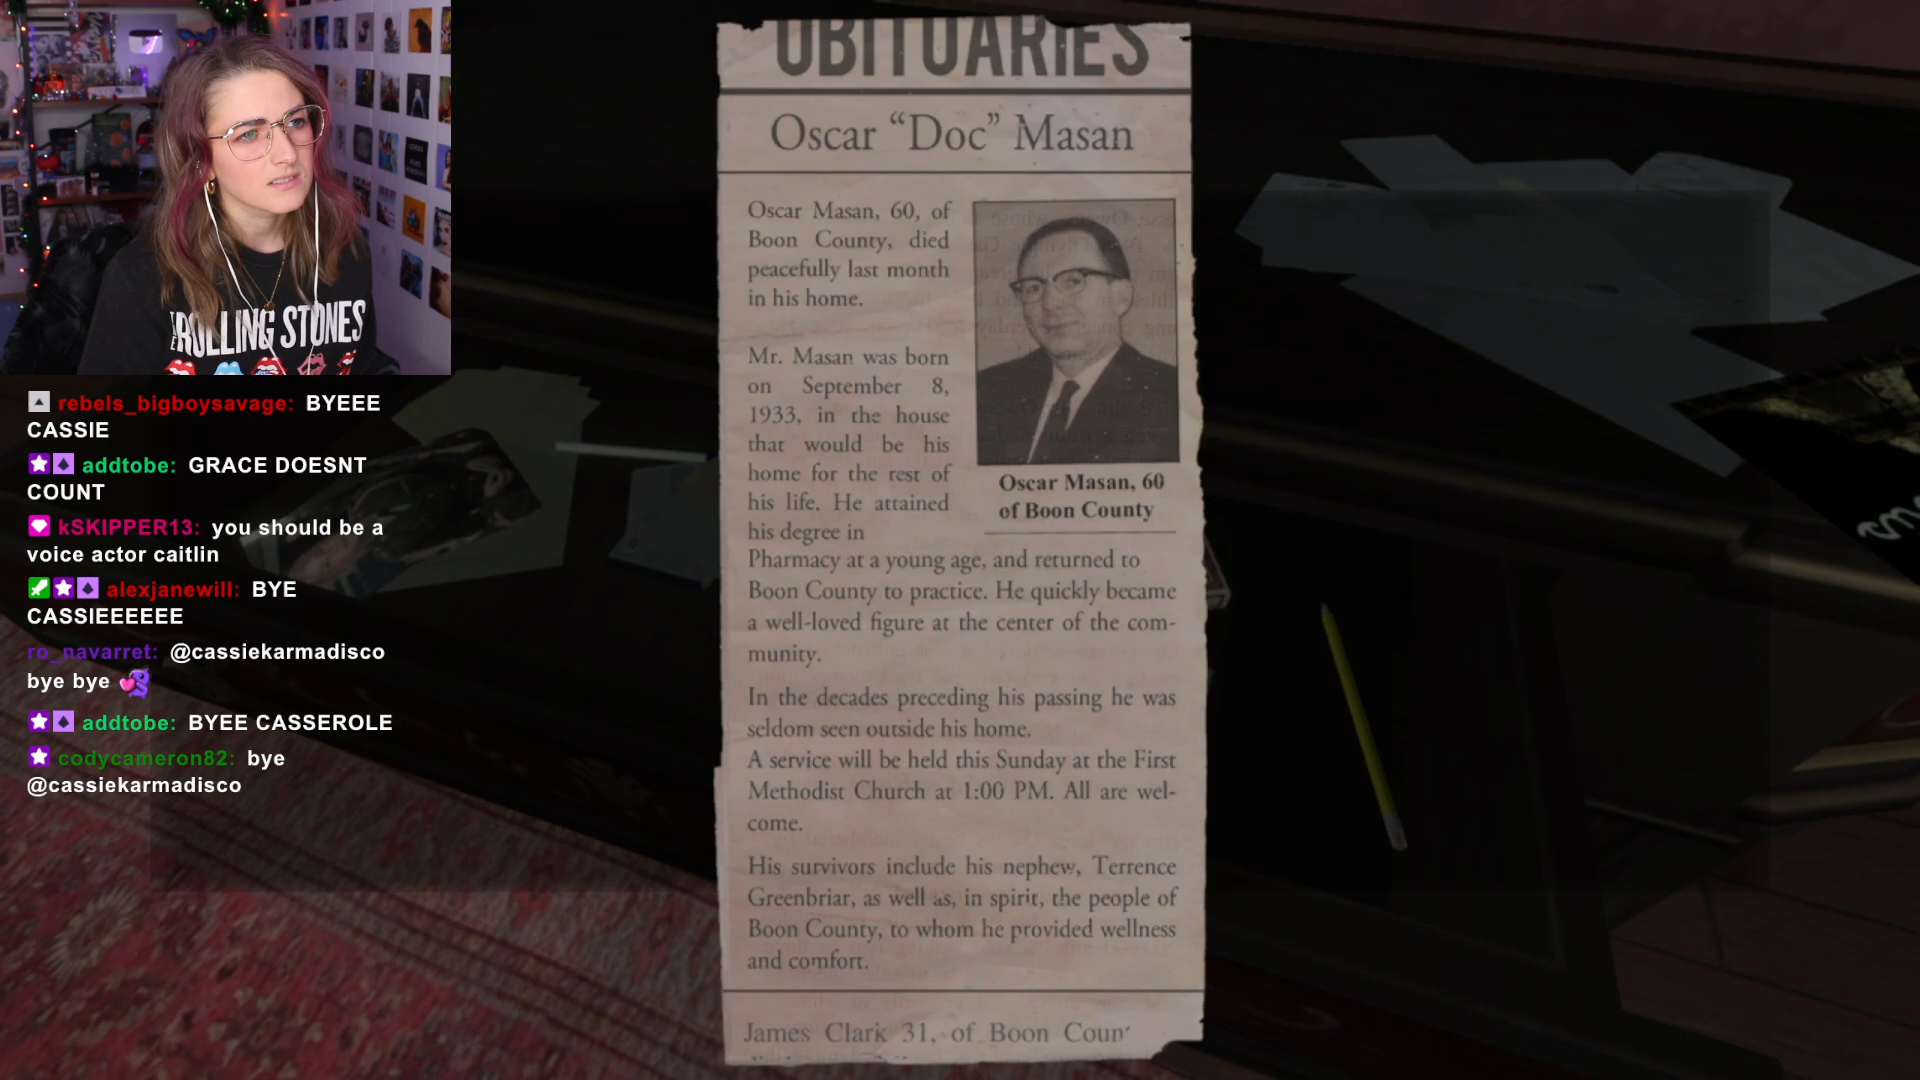 OBITUARIES
Oscar “Doc” Masan
Oscar Masan, 60, of
Boon County, died
peacefully last month
in his home.
Mr. Masan was born
on September 8,
1933, in the house
that would be his
home for the rest of
his life. He attained
his degree in
Oscar Masan, 60
of Boon County
Pharmacy at a young age, and returned to
Boon County to practice. He quickly became
a well-loved figure at the center of the com-
munity.
In the decades preceding his passing he was
seldom seen outside his home.
A service will be held this Sunday at the First
Methodist Church at 1:00 PM. All are wel-
come.
His survivors include his nephew, Terrence
Greenbriar, as well as, in spirit, the people of
Boon County, to whom he provided wellness
and comfort.
James Clark 31, of Boon Coun
THE
ROLLING STONES
rebels_bigboysavage: BYEEE
CASSIE
addtobe: GRACE DOESNT
COUNT
kSKIPPER13: you should be a
voice actor caitlin
alexjanewill: BYE
CASSIEEEEEE
ro_navarret: @cassiekarmadisco
bye bye
addtobe: BYEE CASSEROLE
codycameron82: bye
@cassiekarmadisco